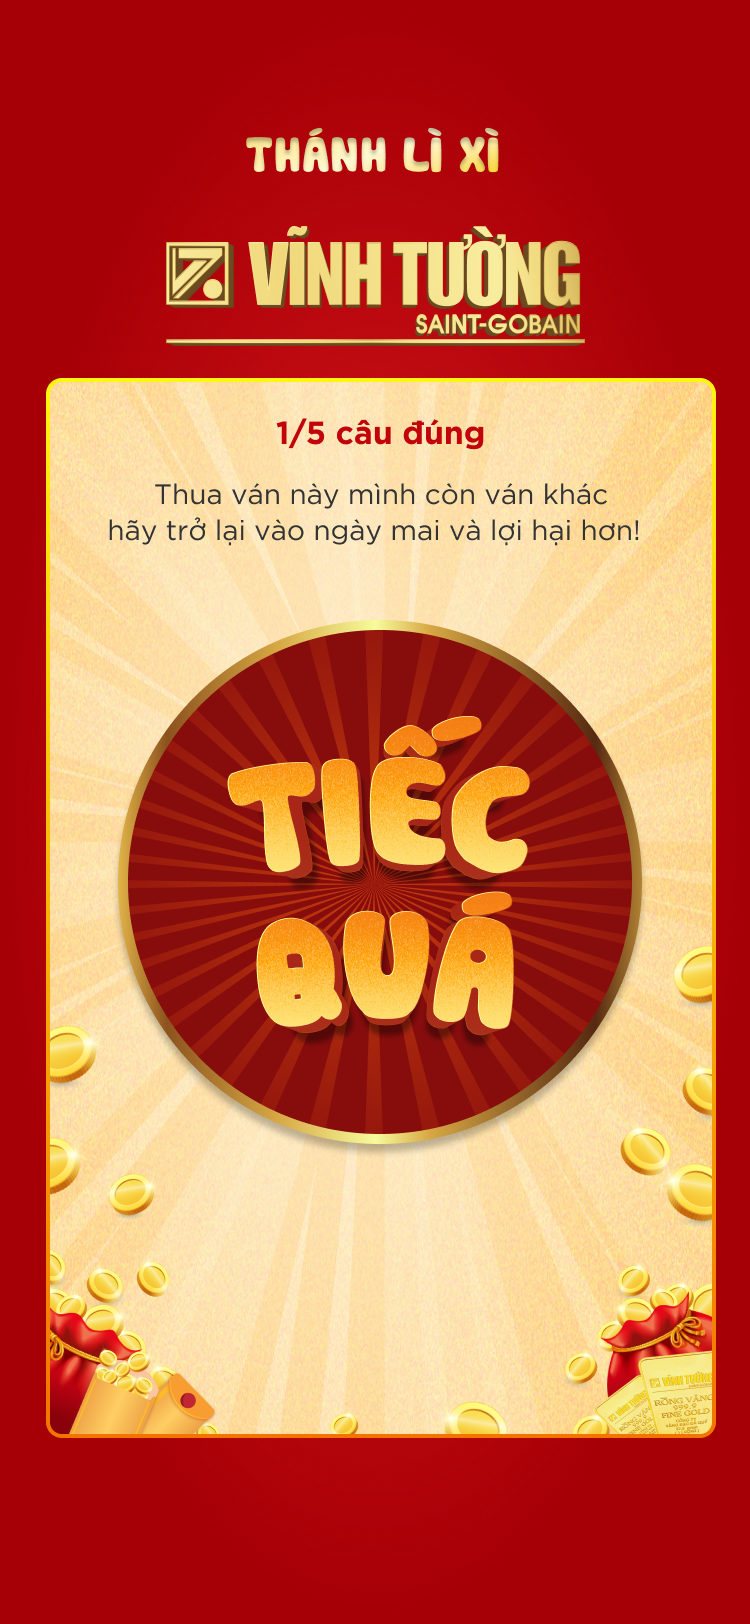 THÁNH LÌ XÌ
VĨNH TƯỜNG
SAINT-GOBAIN
1/5 câu đúng
Thua ván này mình còn ván khác
hãy trở lại vào ngày mai và lợi hại hơn!
TIẾC
QUÁ
VĨNH TƯỜNG
RỒNG VÀNG
999.9
FINE GOLD